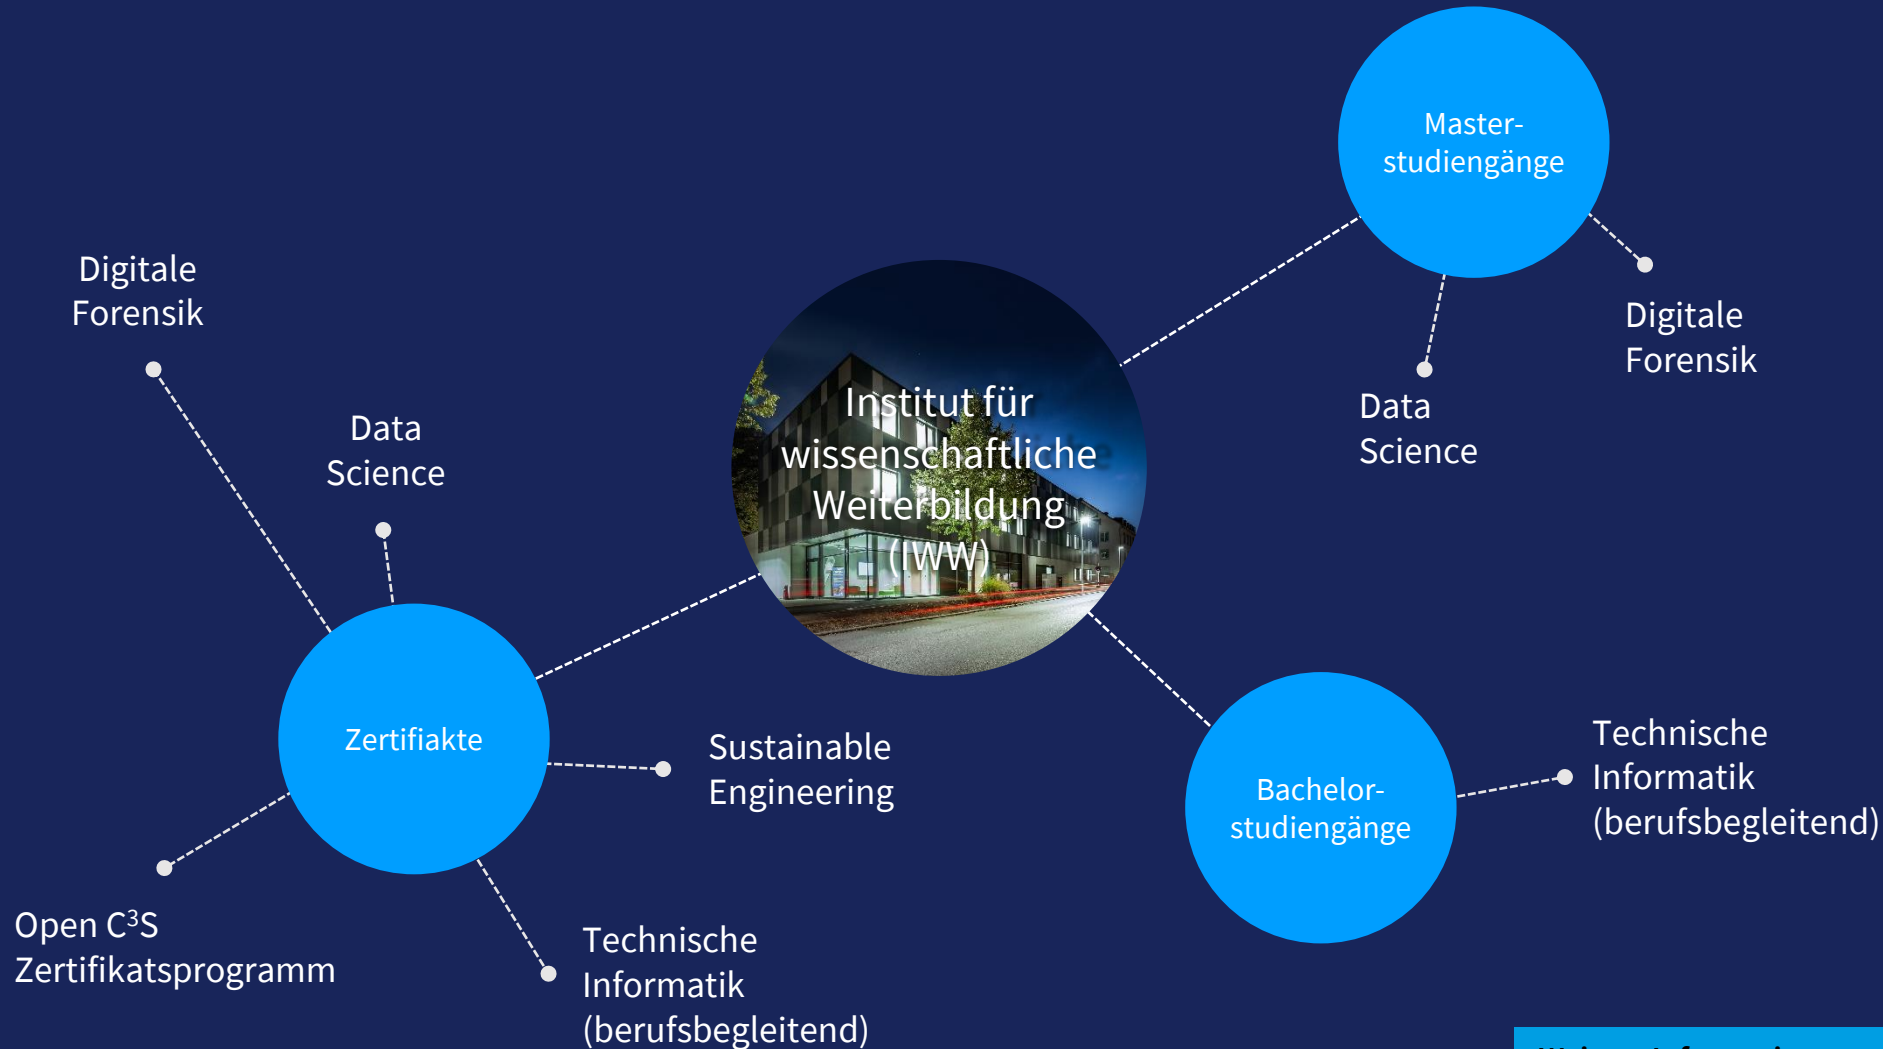 Master-
studiengänge
Digitale
Forensik
Data
Science
Institut für
wissenschaftliche
Weiterbildung
(IWW)
Digitale
Forensik
Data
Science
Zertifiakte
Sustainable
Engineering
Open C³S
Zertifikatsprogramm
Technische
Informatik
(berufsbegleitend)
Bachelor-
studiengänge
Technische
Informatik
(berufsbegleitend)